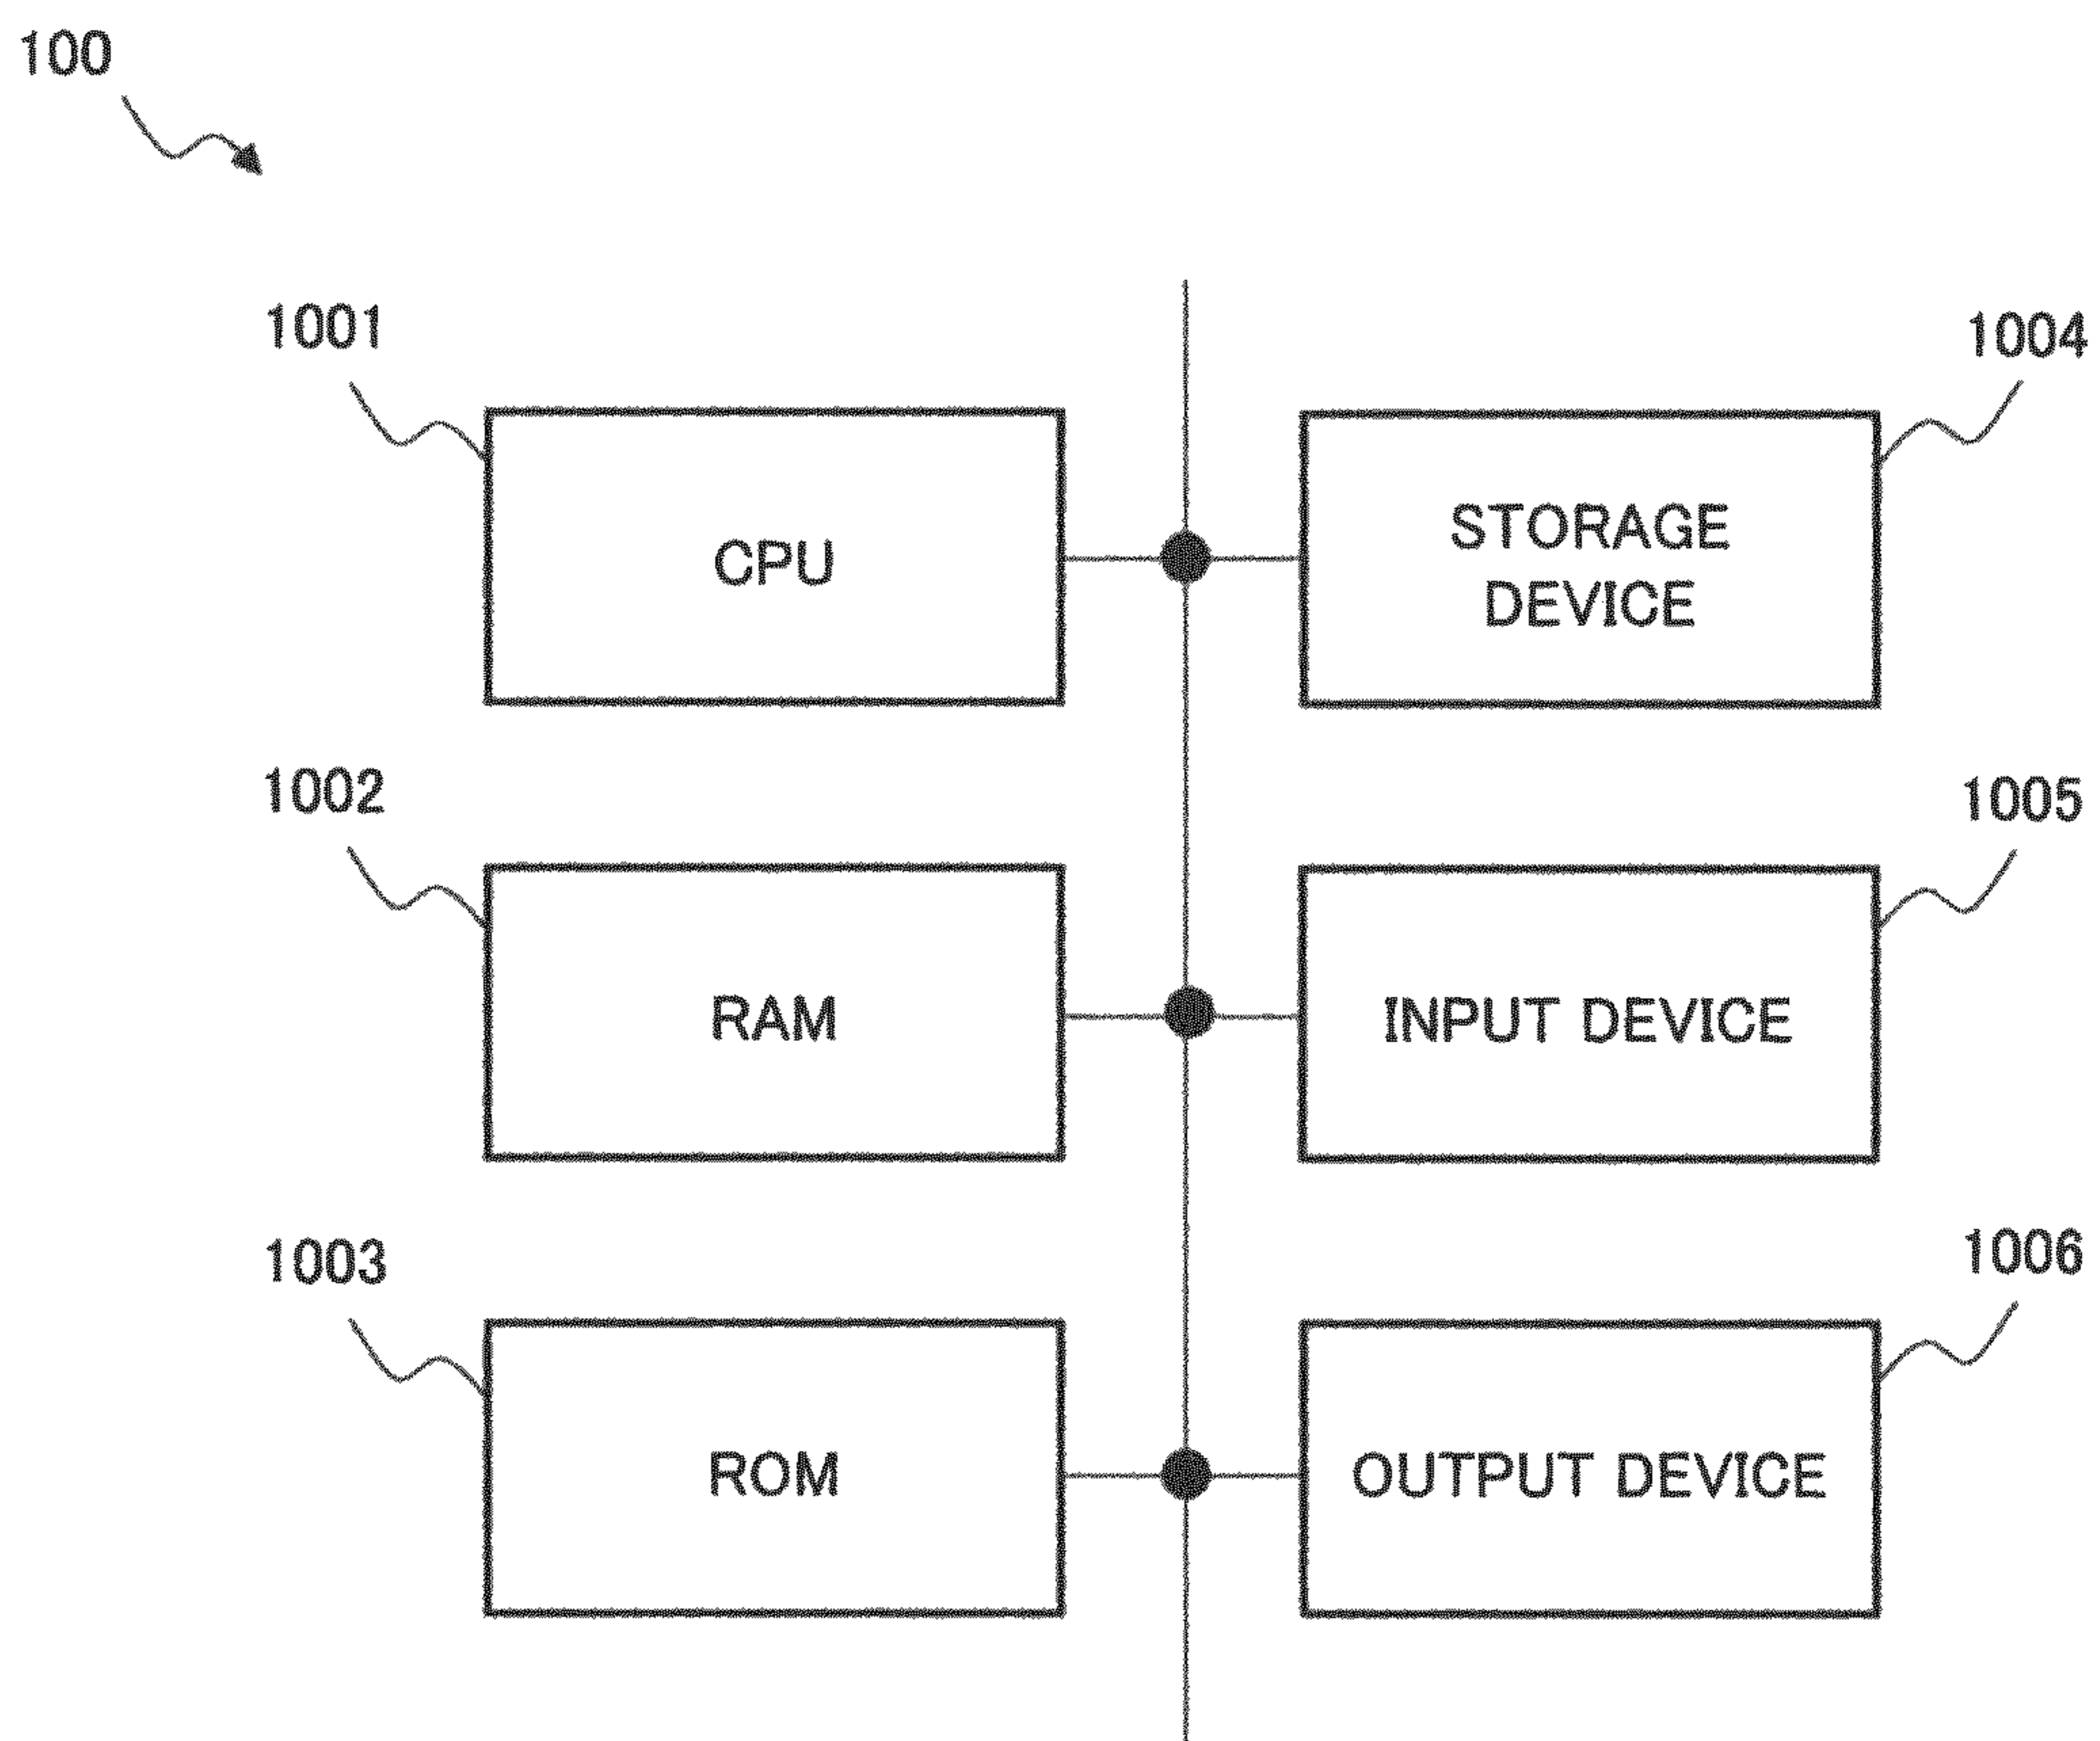 100
1001
1004
CPU
STORAGE
DEVICE
1002
1005
RAM
INPUT DEVICE
1003
1006
ROM
OUTPUT DEVICE